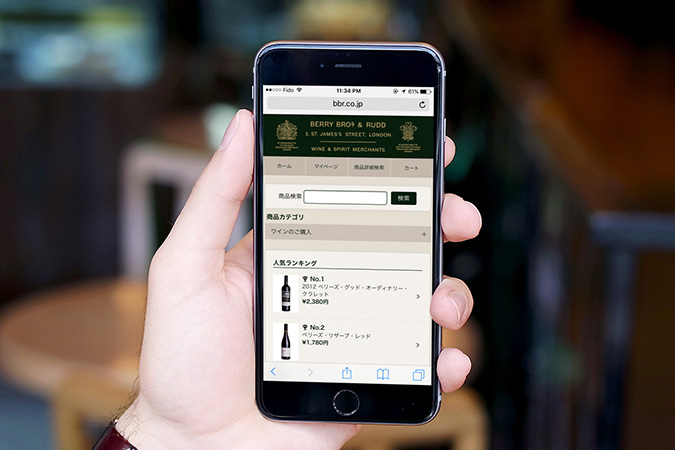 Fido 11:34 PM 61%
bbr.co.jp
BERRY BROS & RUDD
3, ST. JAMES'S STREET, LONDON
WINE & SPIRIT MERCHANTS
ホーム マイページ 商品詳細検索 カート
商品検索 検索
商品カテゴリ
ワインのご購入 +
人気ランキング
No.1
2012 ベリーズ・グッド・オーディナリー・
クラレット
¥2,380円
No.2
ベリーズ・リザーブ・レッド
¥1,780円